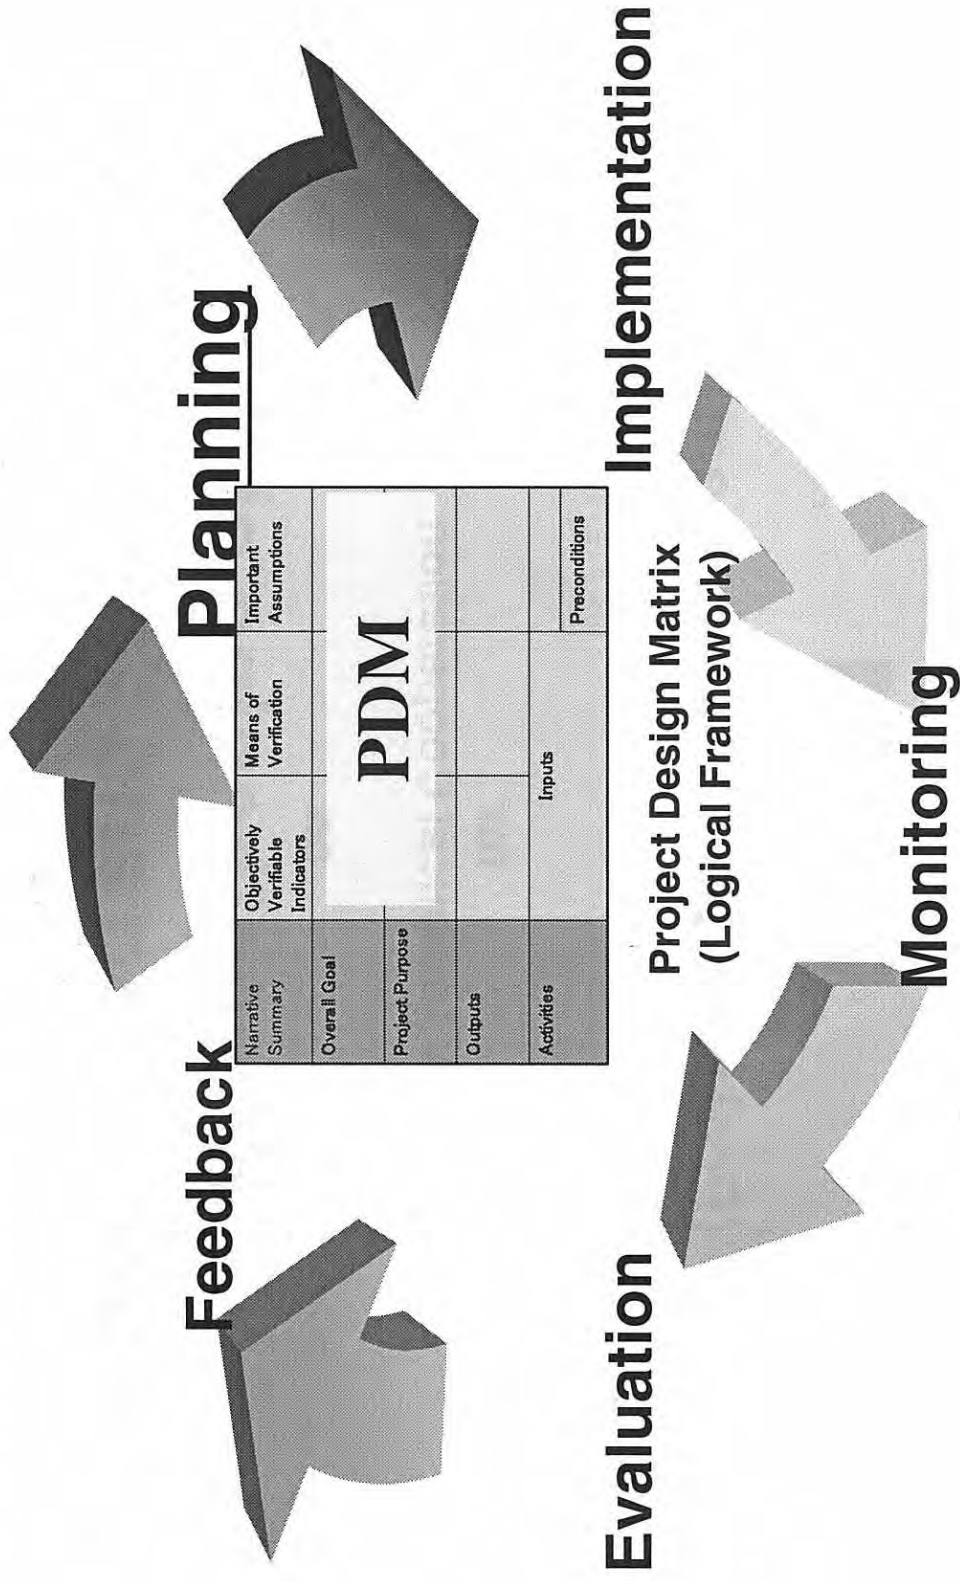 Feedback
Planning
Narrative
Summary
Objectively
Verifiable
Indicators
Means of
Verification
Important
Assumptions
Overall Goal
PDM
Project Purpose
Outputs
Activities
Inputs
Preconditions
Evaluation
Implementation
Project Design Matrix
(Logical Framework)
Monitoring